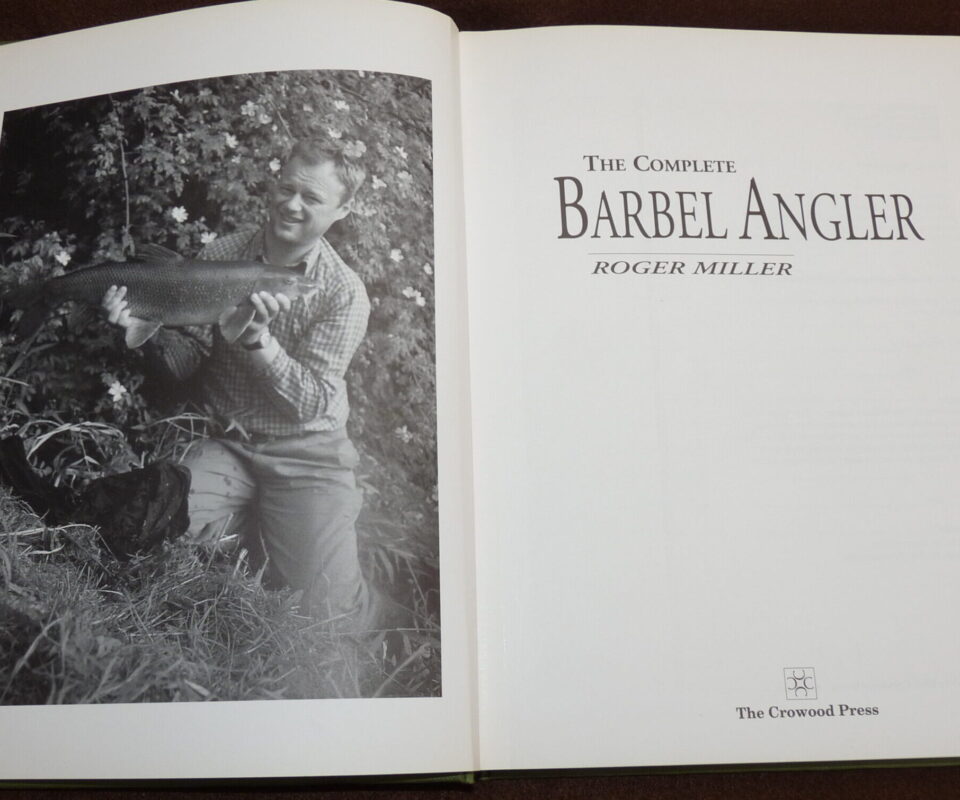 The Complete
Barbel Angler
ROGER MILLER
The Crowood Press